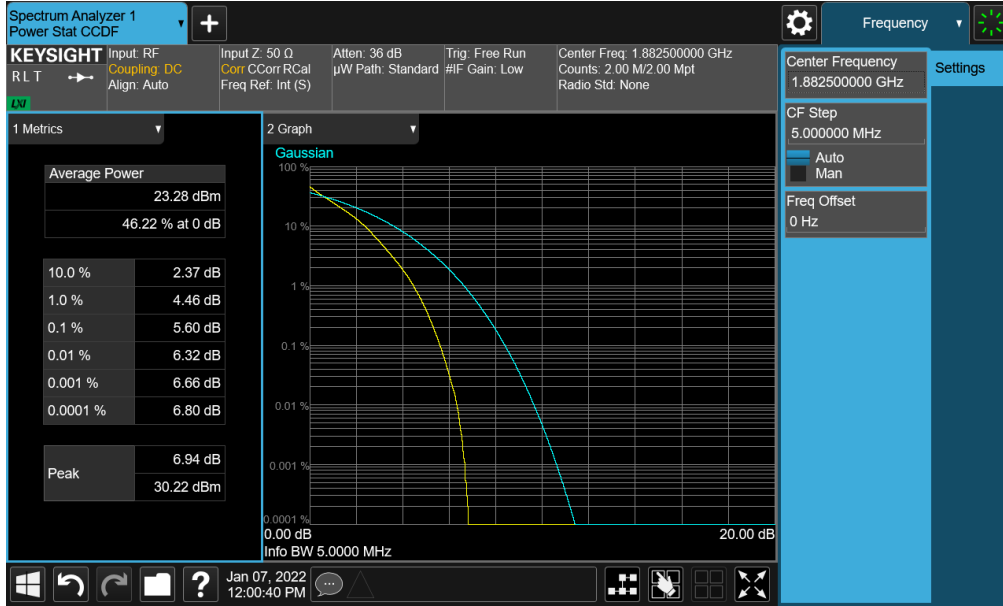 Spectrum Analyzer 1
Power Stat CCDF
Frequency
KEYSIGHT
R L T
LXI
Input: RF
Coupling: DC
Align: Auto
Input Z: 50 Ω
Corr CCorr RCal
Freq Ref: Int (S)
Atten: 36 dB
µW Path: Standard
Trig: Free Run
#IF Gain: Low
Center Freq: 1.882500000 GHz
Counts: 2.00 M/2.00 Mpt
Radio Std: None
Center Frequency
1.882500000 GHz
Settings
CF Step
5.000000 MHz
Auto
Man
Freq Offset
0 Hz
1 Metrics
Average Power
23.28 dBm
46.22 % at 0 dB
10.0 % 2.37 dB
1.0 % 4.46 dB
0.1 % 5.60 dB
0.01 % 6.32 dB
0.001 % 6.66 dB
0.0001 % 6.80 dB
Peak
6.94 dB
30.22 dBm
2 Graph
Gaussian
100 %
10 %
1 %
0.1 %
0.01 %
0.001 %
0.0001 %
0.00 dB 20.00 dB
Info BW 5.0000 MHz
?
Jan 07, 2022
12:00:40 PM